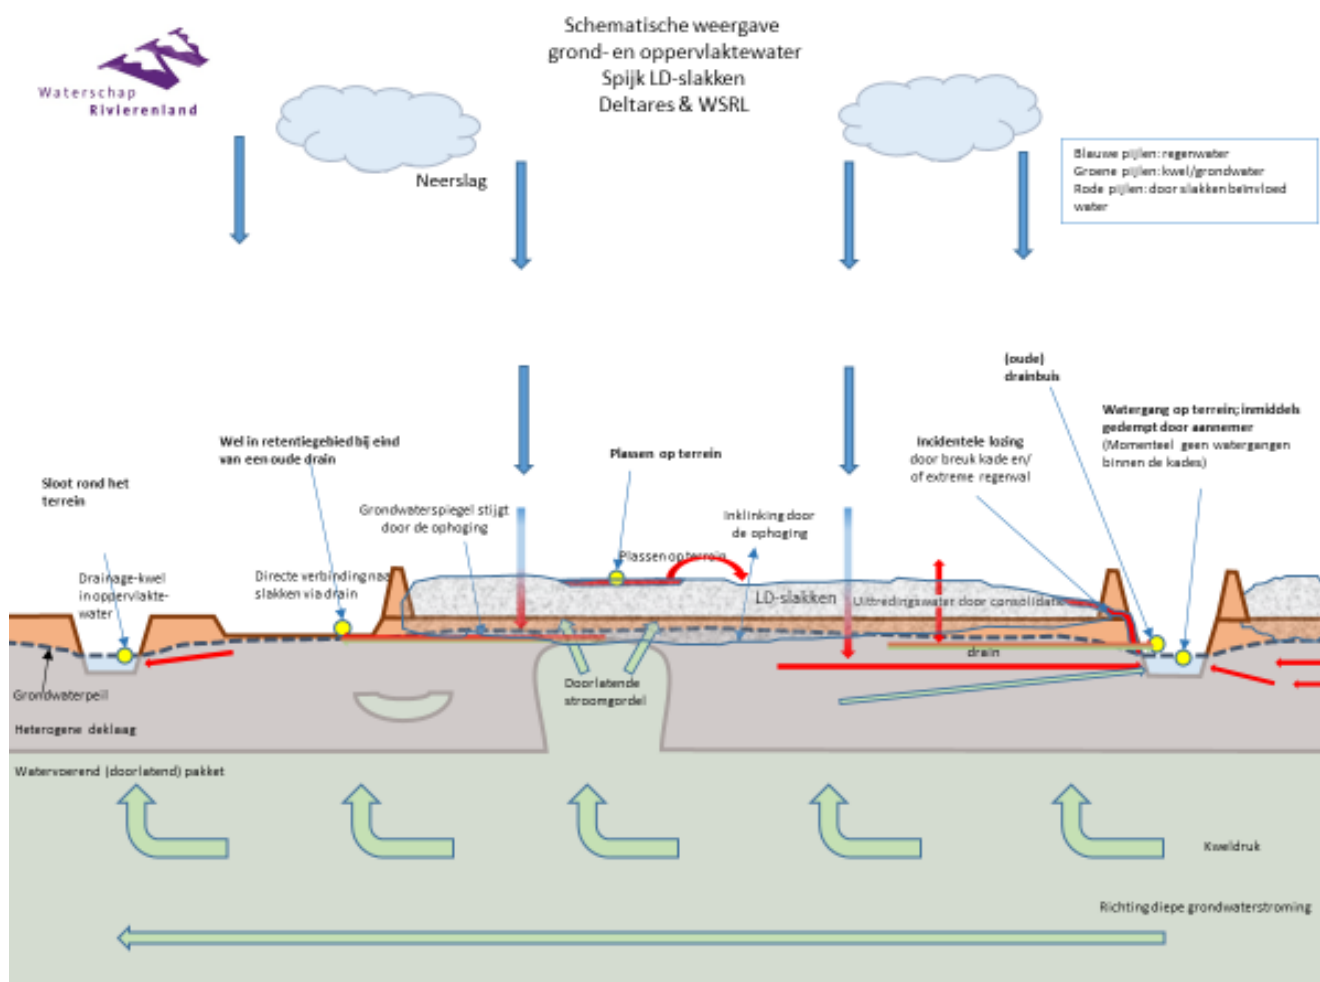 Schematische weergave
grond- en oppervlaktewater
Spijk LD-slakken
Deltares & WSRL
Waterschap
Rivierenland
Neerslag
Blauwe pijlen: regenwater
Groene pijlen: kwel/grondwater
Rode pijlen: door slakken beïnvloed
water
(oude)
drainbuis
Watergang op terrein; inmiddels
gedempt door aannemer
(Momenteel geen watergangen
binnen de kades)
Wel in retentiegebied bij eind
van een oude drain
Plassen op terrein
Incidentele lozing
door breuk kade en/
of extreme regenval
Sloot rond het
terrein
Grondwaterspiegel stijgt
door de ophoging
Inklinking door
de ophoging
Plassen op terrein
Drainage-kwel
in oppervlakte-
water
Directe verbinding naa
slakken via drain
LD-slakken
Uittredingswater door consolidatie
drain
Doorlatende
stroomgordel
Grondwaterpeil
Heterogene deklaag
Watervoerend (doorlatend) pakket
Kweldruk
Richting diepe grondwaterstroming